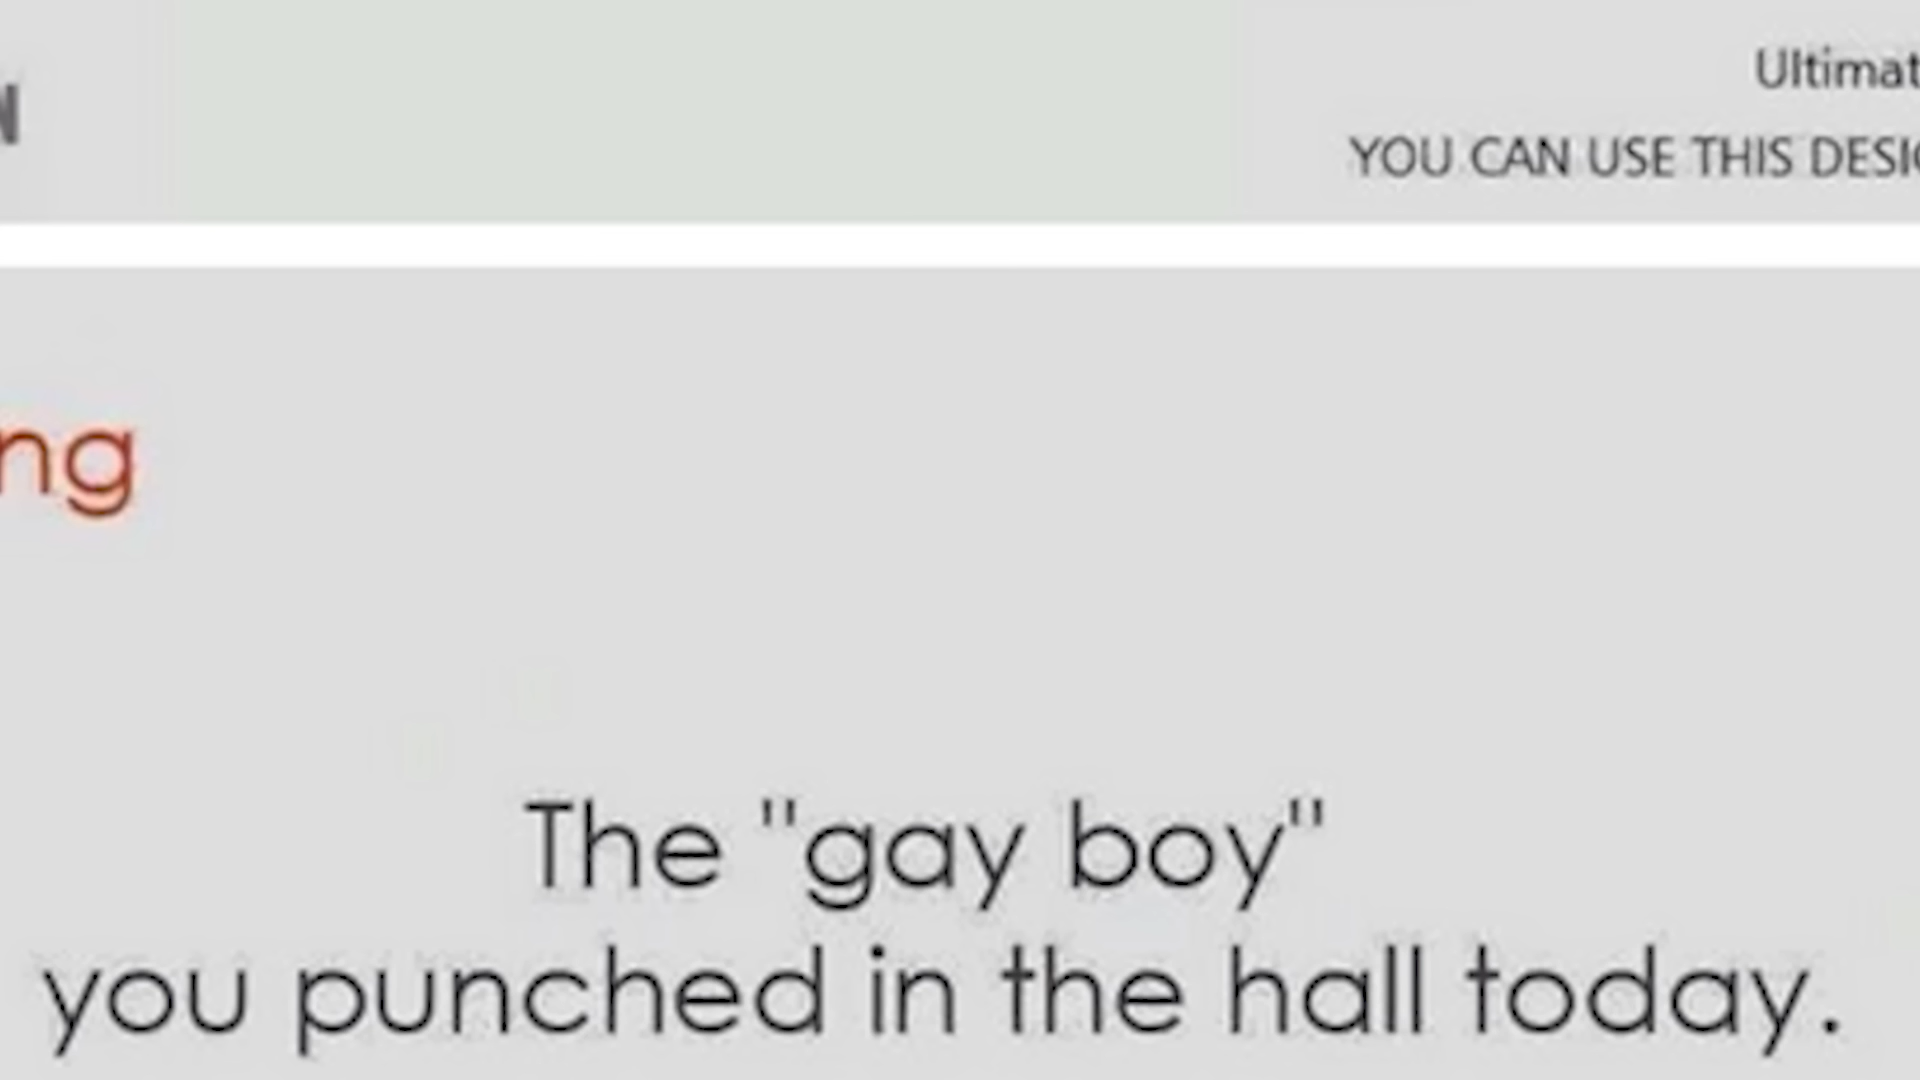 Ultimat
YOU CAN USE THIS DESI
ng
The "gay boy"
you punched in the hall today.